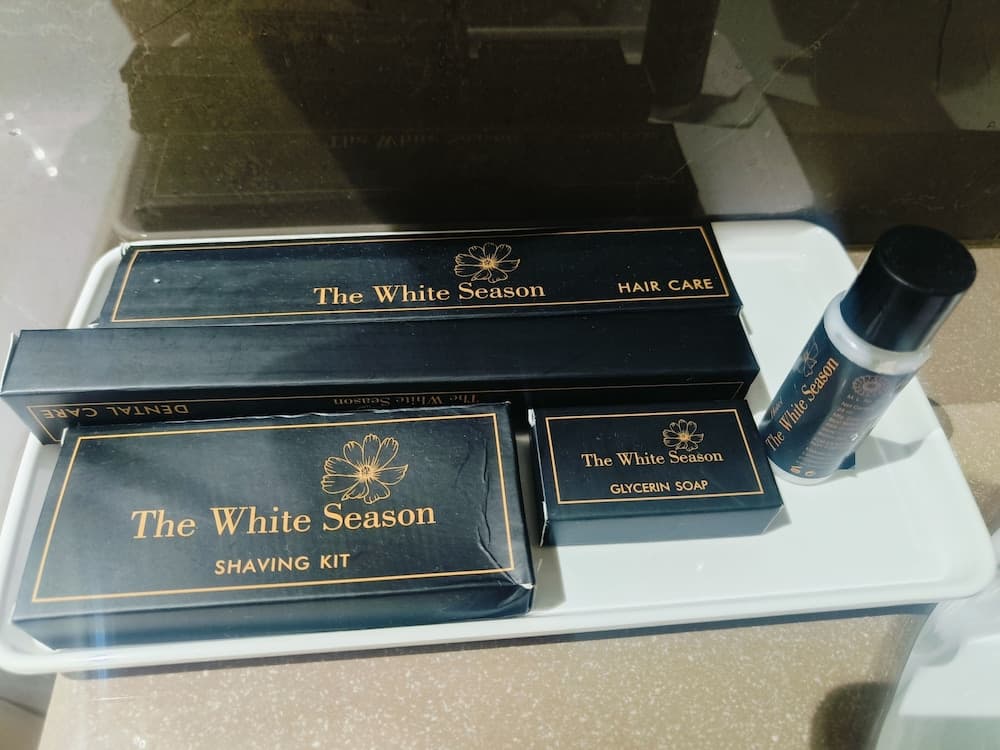 The White Season
HAIR CARE
DENTAL CARE
The White Season
The White Season
SHAVING KIT
The White Season
GLYCERIN SOAP
Hotel
The White Season